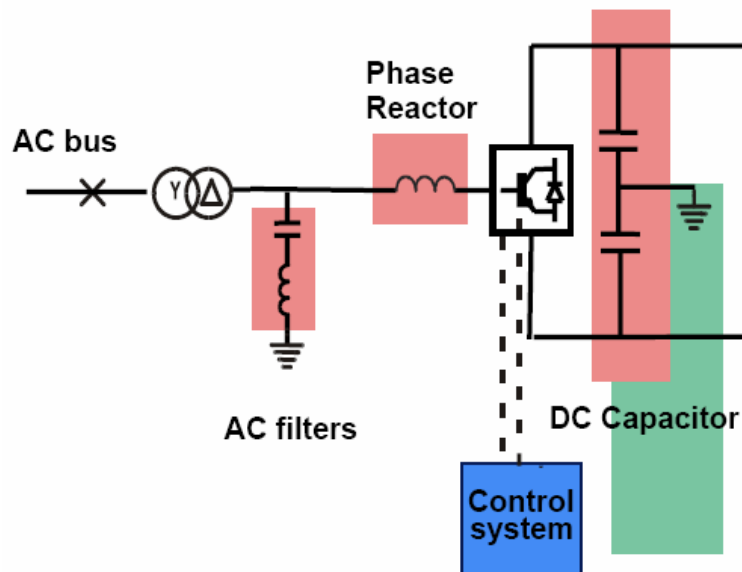 Phase
Reactor
AC bus
Y
Δ
AC filters
DC Capacitor
Control
system